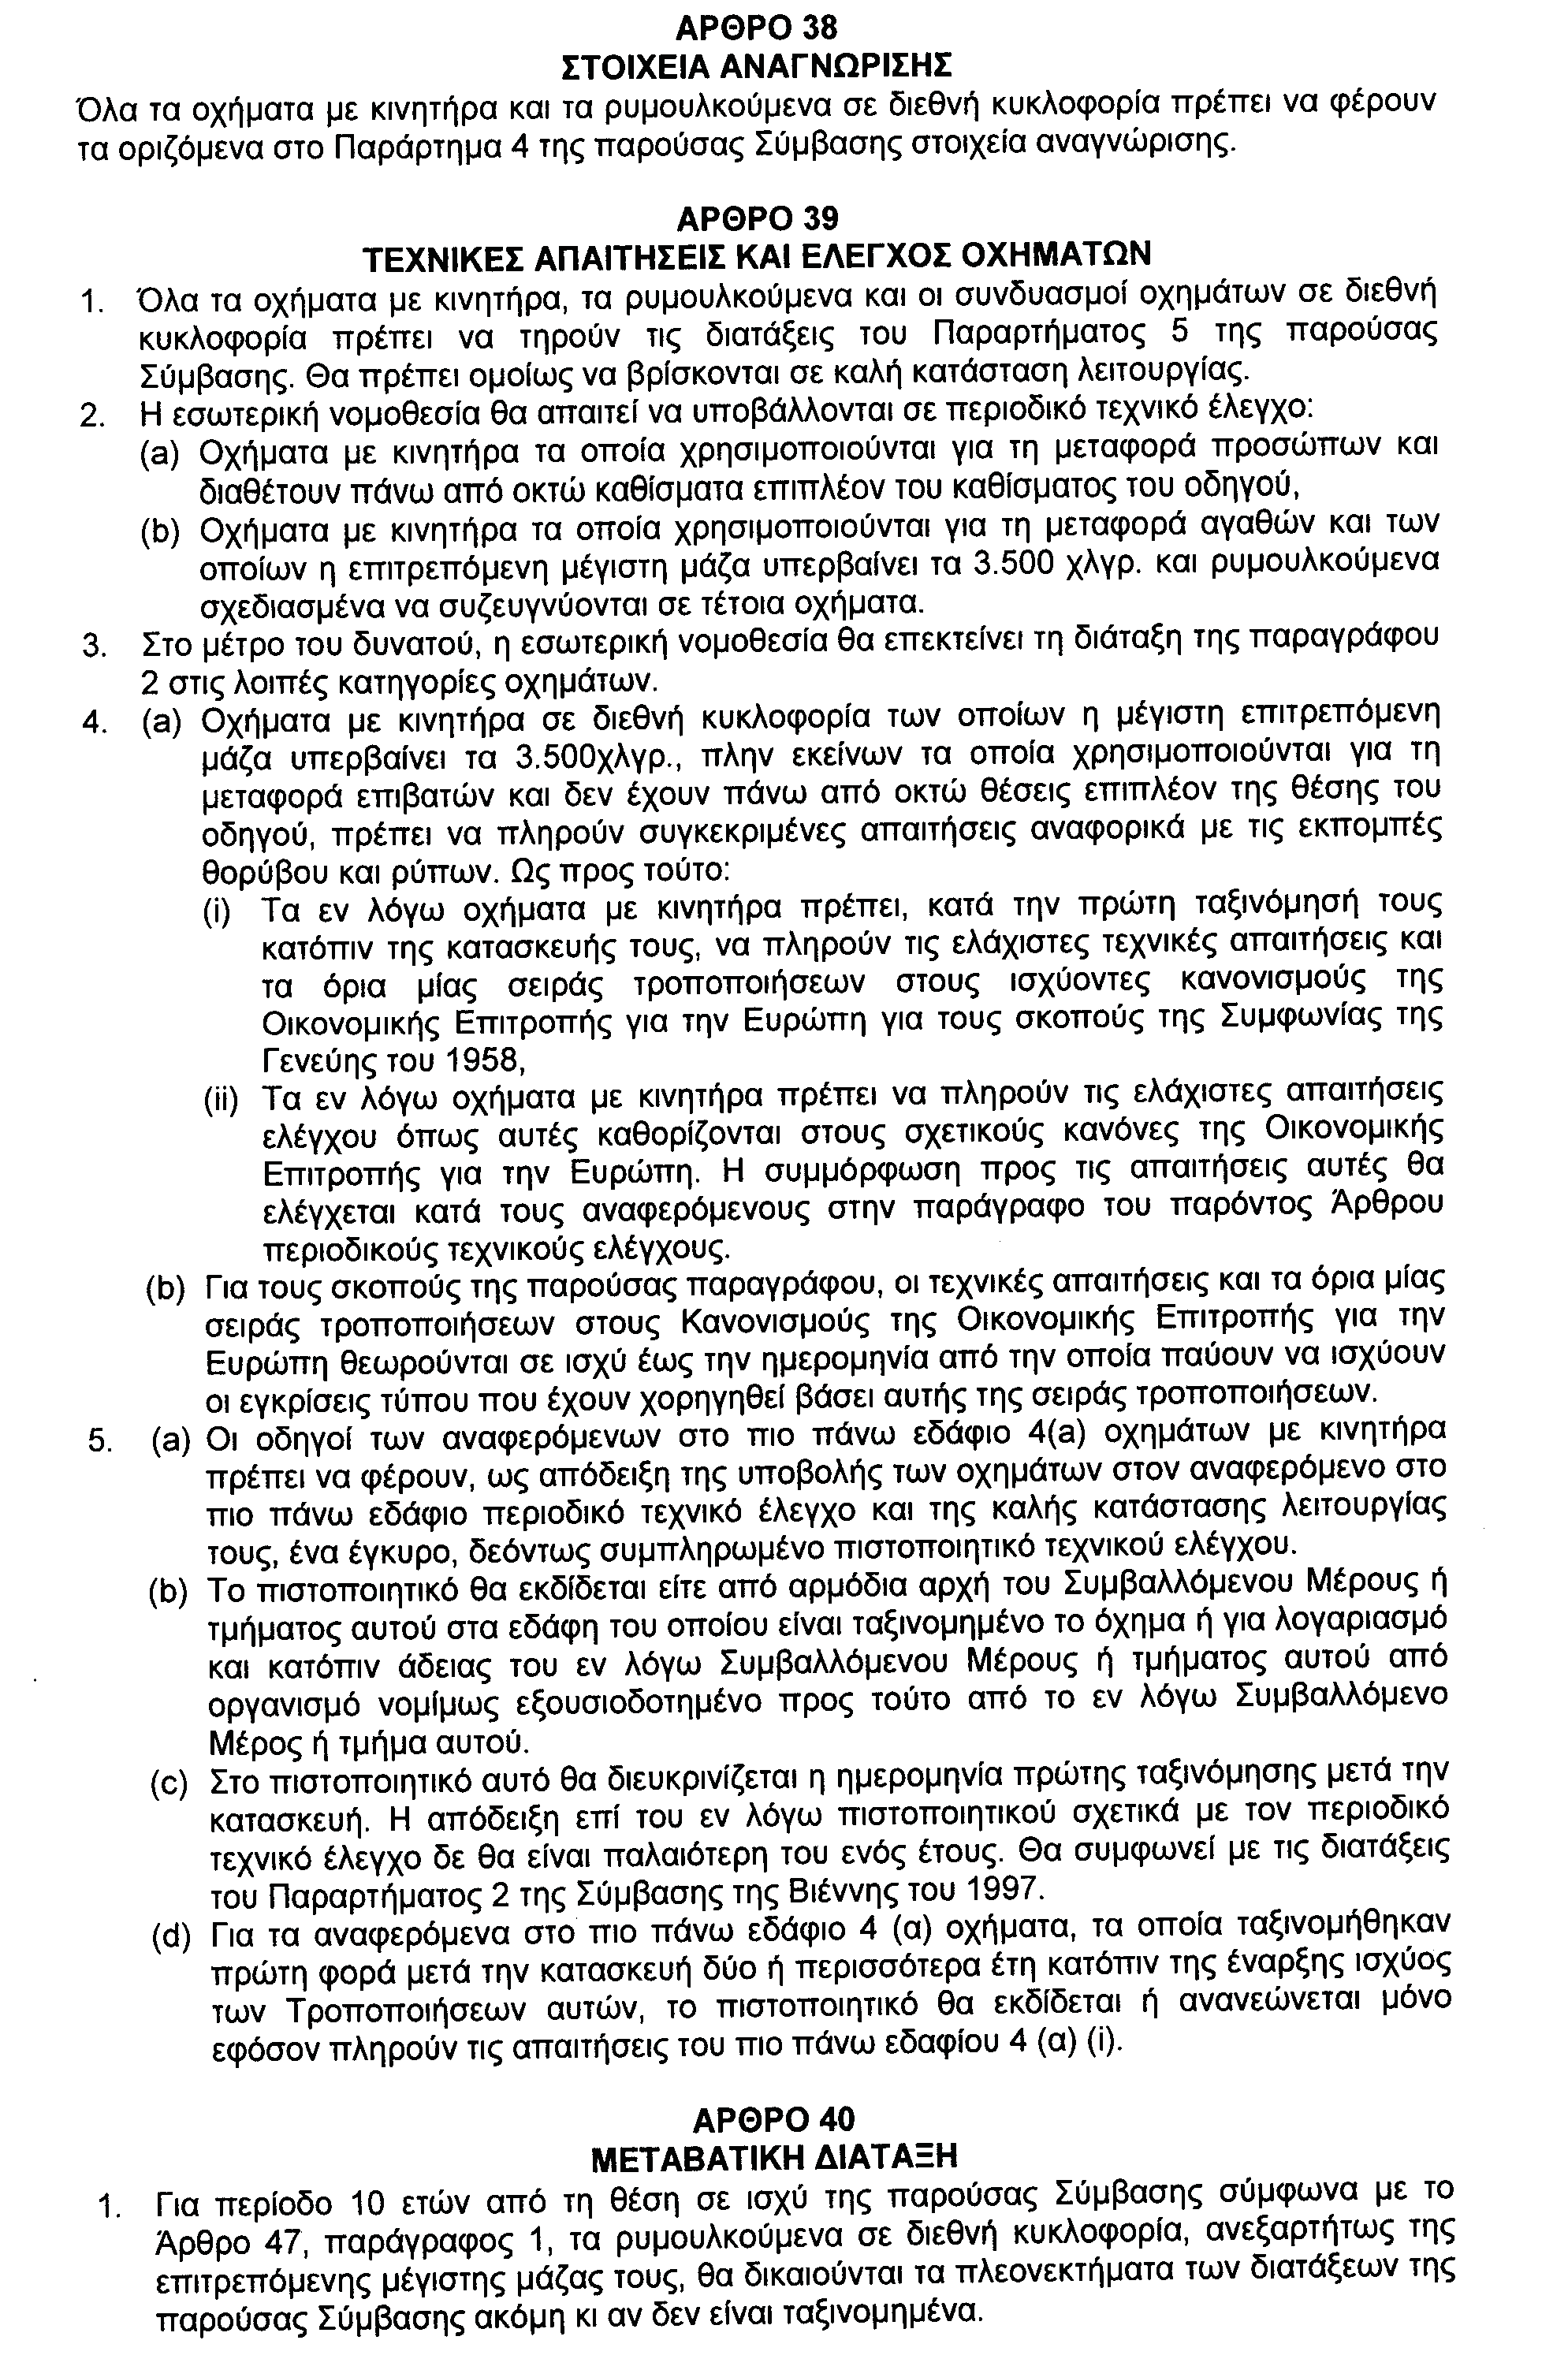 ΑΡΘΡΟ 38
ΣΤΟΙΧΕΙΑ ΑΝΑΓΝΩΡΙΣΗΣ
Όλα τα οχήματα με κινητήρα και τα ρυμουλκούμενα σε διεθνή κυκλοφορία πρέπει να φέρουν
τα οριζόμενα στο Παράρτημα 4 της παρούσας Σύμβασης στοιχεία αναγνώρισης.
ΑΡΘΡΟ 39
ΤΕΧΝΙΚΕΣ ΑΠΑΙΤΗΣΕΙΣ ΚΑΙ ΕΛΕΓΧΟΣ ΟΧΗΜΑΤΩΝ
1. Όλα τα οχήματα με κινητήρα, τα ρυμουλκούμενα και οι συνδυασμοί οχημάτων σε διεθνή
κυκλοφορία πρέπει να τηρούν τις διατάξεις του Παραρτήματος 5 της παρούσας
Σύμβασης. Θα πρέπει ομοίως να βρίσκονται σε καλή κατάσταση λειτουργίας.
2. Η εσωτερική νομοθεσία θα απαιτεί να υποβάλλονται σε περιοδικό τεχνικό έλεγχο:
(a) Οχήματα με κινητήρα τα οποία χρησιμοποιούνται για τη μεταφορά προσώπων και
διαθέτουν πάνω από οκτώ καθίσματα επιπλέον του καθίσματος του οδηγού,
(b) Οχήματα με κινητήρα τα οποία χρησιμοποιούνται για τη μεταφορά αγαθών και των
οποίων η επιτρεπόμενη μέγιστη μάζα υπερβαίνει τα 3.500 χλγρ. και ρυμουλκούμενα
σχεδιασμένα να συζευγνύονται σε τέτοια οχήματα.
3. Στο μέτρο του δυνατού, η εσωτερική νομοθεσία θα επεκτείνει τη διάταξη της παραγράφου
2 στις λοιπές κατηγορίες οχημάτων.
4. (a) Οχήματα με κινητήρα σε διεθνή κυκλοφορία των οποίων η μέγιστη επιτρεπόμενη
μάζα υπερβαίνει τα 3.500χλγρ., πλην εκείνων τα οποία χρησιμοποιούνται για τη
μεταφορά επιβατών και δεν έχουν πάνω από οκτώ θέσεις επιπλέον της θέσης του
οδηγού, πρέπει να πληρούν συγκεκριμένες απαιτήσεις αναφορικά με τις εκπομπές
θορύβου και ρύπων. Ως προς τούτο:
(i) Τα εν λόγω οχήματα με κινητήρα πρέπει, κατά την πρώτη ταξινόμησή τους
κατόπιν της κατασκευής τους, να πληρούν τις ελάχιστες τεχνικές απαιτήσεις και
τα όρια μίας σειράς τροποποιήσεων στους ισχύοντες κανονισμούς της
Οικονομικής Επιτροπής για την Ευρώπη για τους σκοπούς της Συμφωνίας της
Γενεύης του 1958,
(ii) Τα εν λόγω οχήματα με κινητήρα πρέπει να πληρούν τις ελάχιστες απαιτήσεις
ελέγχου όπως αυτές καθορίζονται στους σχετικούς κανόνες της Οικονομικής
Επιτροπής για την Ευρώπη. Η συμμόρφωση προς τις απαιτήσεις αυτές θα
ελέγχεται κατά τους αναφερόμενους στην παράγραφο του παρόντος Άρθρου
περιοδικούς τεχνικούς ελέγχους.
(b) Για τους σκοπούς της παρούσας παραγράφου, οι τεχνικές απαιτήσεις και τα όρια μίας
σειράς τροποποιήσεων στους Κανονισμούς της Οικονομικής Επιτροπής για την
Ευρώπη θεωρούνται σε ισχύ έως την ημερομηνία από την οποία παύουν να ισχύουν
οι εγκρίσεις τύπου που έχουν χορηγηθεί βάσει αυτής της σειράς τροποποιήσεων.
5. (a) Οι οδηγοί των αναφερόμενων στο πιο πάνω εδάφιο 4(a) οχημάτων με κινητήρα
πρέπει να φέρουν, ως απόδειξη της υποβολής των οχημάτων στον αναφερόμενο στο
πιο πάνω εδάφιο περιοδικό τεχνικό έλεγχο και της καλής κατάστασης λειτουργίας
τους, ένα έγκυρο, δεόντως συμπληρωμένο πιστοποιητικό τεχνικού ελέγχου.
(b) Το πιστοποιητικό θα εκδίδεται είτε από αρμόδια αρχή του Συμβαλλόμενου Μέρους ή
τμήματος αυτού στα εδάφη του οποίου είναι ταξινομημένο το όχημα ή για λογαριασμό
και κατόπιν άδειας του εν λόγω Συμβαλλόμενου Μέρους ή τμήματος αυτού από
οργανισμό νομίμως εξουσιοδοτημένο προς τούτο από το εν λόγω Συμβαλλόμενο
Μέρος ή τμήμα αυτού.
(c) Στο πιστοποιητικό αυτό θα διευκρινίζεται η ημερομηνία πρώτης ταξινόμησης μετά την
κατασκευή. Η απόδειξη επί του εν λόγω πιστοποιητικού σχετικά με τον περιοδικό
τεχνικό έλεγχο δε θα είναι παλαιότερη του ενός έτους. Θα συμφωνεί με τις διατάξεις
του Παραρτήματος 2 της Σύμβασης της Βιέννης του 1997.
(d) Για τα αναφερόμενα στο πιο πάνω εδάφιο 4 (α) οχήματα, τα οποία ταξινομήθηκαν
πρώτη φορά μετά την κατασκευή δύο ή περισσότερα έτη κατόπιν της έναρξης ισχύος
των Τροποποιήσεων αυτών, το πιστοποιητικό θα εκδίδεται ή ανανεώνεται μόνο
εφόσον πληρούν τις απαιτήσεις του πιο πάνω εδαφίου 4 (α) (i).
ΑΡΘΡΟ 40
ΜΕΤΑΒΑΤΙΚΗ ΔΙΑΤΑΞΗ
1. Για περίοδο 10 ετών από τη θέση σε ισχύ της παρούσας Σύμβασης σύμφωνα με το
Άρθρο 47, παράγραφος 1, τα ρυμουλκούμενα σε διεθνή κυκλοφορία, ανεξαρτήτως της
επιτρεπόμενης μέγιστης μάζας τους, θα δικαιούνται τα πλεονεκτήματα των διατάξεων της
παρούσας Σύμβασης ακόμη κι αν δεν είναι ταξινομημένα.